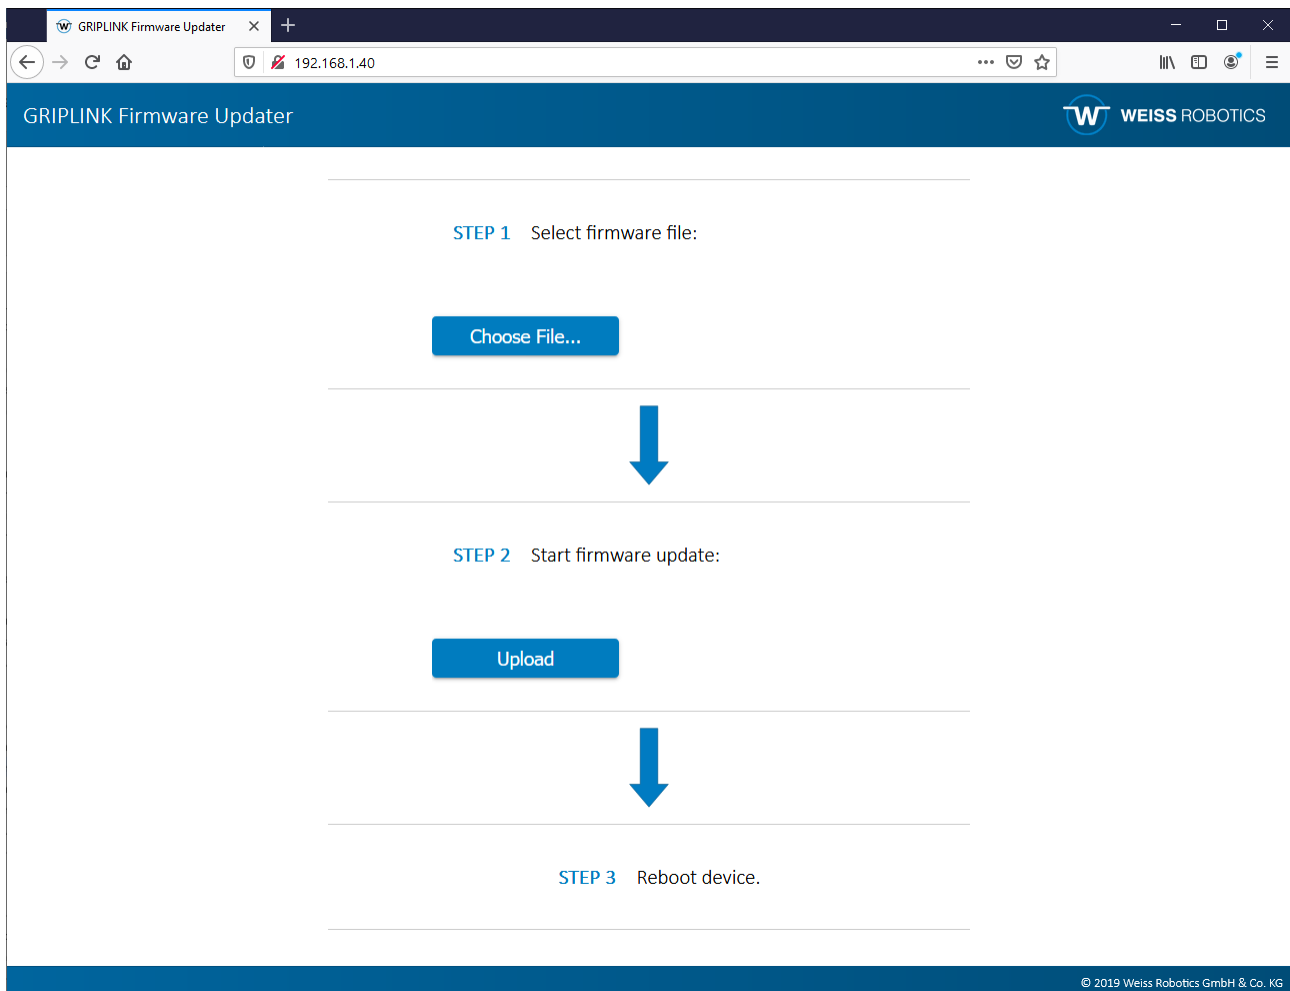 GRIPLINK Firmware Updater
192.168.1.40
GRIPLINK Firmware Updater
W WEISS ROBOTICS
STEP 1 Select firmware file:
Choose File...
STEP 2 Start firmware update:
Upload
STEP 3 Reboot device.
© 2019 Weiss Robotics GmbH & Co. KG